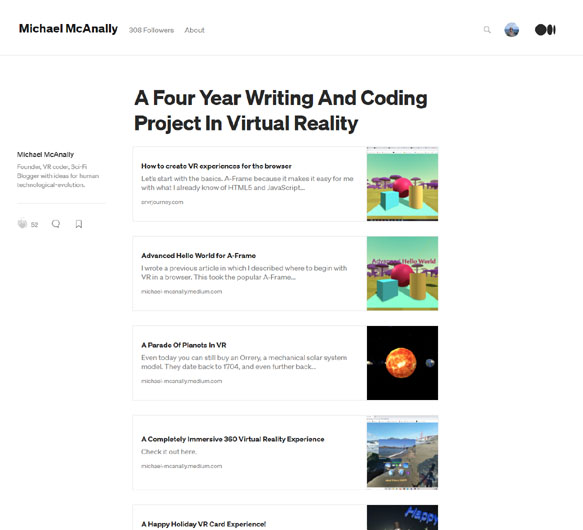 Michael McAnally
308 Followers
About
A Four Year Writing And Coding
Project In Virtual Reality
Michael McAnally
Founder, VR coder, Sci-Fi
Blogger with ideas for human
technological-evolution.
52
How to create VR experiences for the browser
Let's start with the basics. A-Frame because it makes it easy for me
with what I already know of HTML5 and JavaScript...
arvrjourney.com
Advanced Hello World for A-Frame
I wrote a previous article in which I described where to begin with
VR in a browser. This took the popular A-Frame...
michael-mcanally.medium.com
Advanced Hello World
A Parade Of Planets In VR
Even today you can still buy an Orrery, a mechanical solar system
model. They date back to 1704, and even further back...
michael-mcanally.medium.com
A Completely Immersive 360 Virtual Reality Experience
Check it out here.
michael-mcanally.medium.com
A Happy Holiday VR Card Experience!
Happy